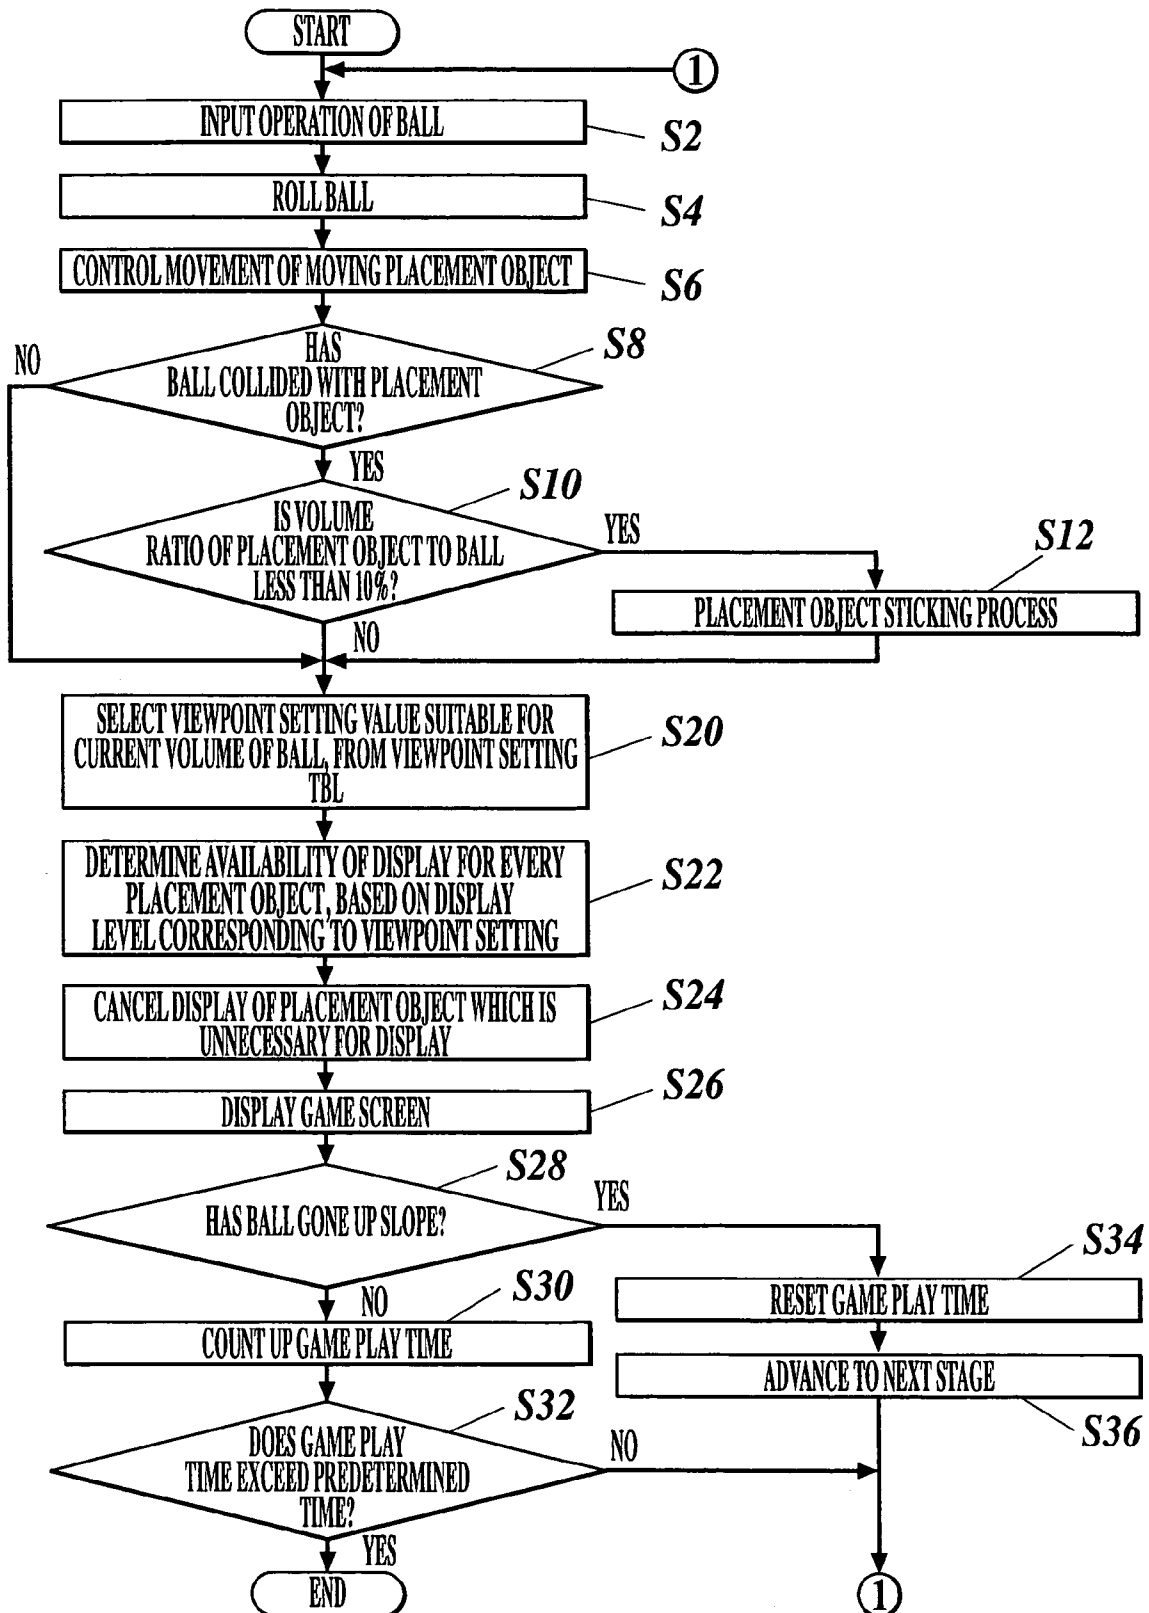 START
1
INPUT OPERATION OF BALL
S2
ROLL BALL
S4
CONTROL MOVEMENT OF MOVING PLACEMENT OBJECT
S6
HAS
BALL COLLIDED WITH PLACEMENT
OBJECT?
S8
NO
YES
IS VOLUME
RATIO OF PLACEMENT OBJECT TO BALL
LESS THAN 10%?
S10
YES
S12
PLACEMENT OBJECT STICKING PROCESS
NO
SELECT VIEWPOINT SETTING VALUE SUITABLE FOR
CURRENT VOLUME OF BALL, FROM VIEWPOINT SETTING
TBL
S20
DETERMINE AVAILABILITY OF DISPLAY FOR EVERY
PLACEMENT OBJECT, BASED ON DISPLAY
LEVEL CORRESPONDING TO VIEWPOINT SETTING
S22
CANCEL DISPLAY OF PLACEMENT OBJECT WHICH IS
UNNECESSARY FOR DISPLAY
S24
DISPLAY GAME SCREEN
S26
HAS BALL GONE UP SLOPE?
S28
YES
S34
RESET GAME PLAY TIME
NO
S30
COUNT UP GAME PLAY TIME
ADVANCE TO NEXT STAGE
S36
DOES GAME PLAY
TIME EXCEED PREDETERMINED
TIME?
S32
NO
YES
END
1